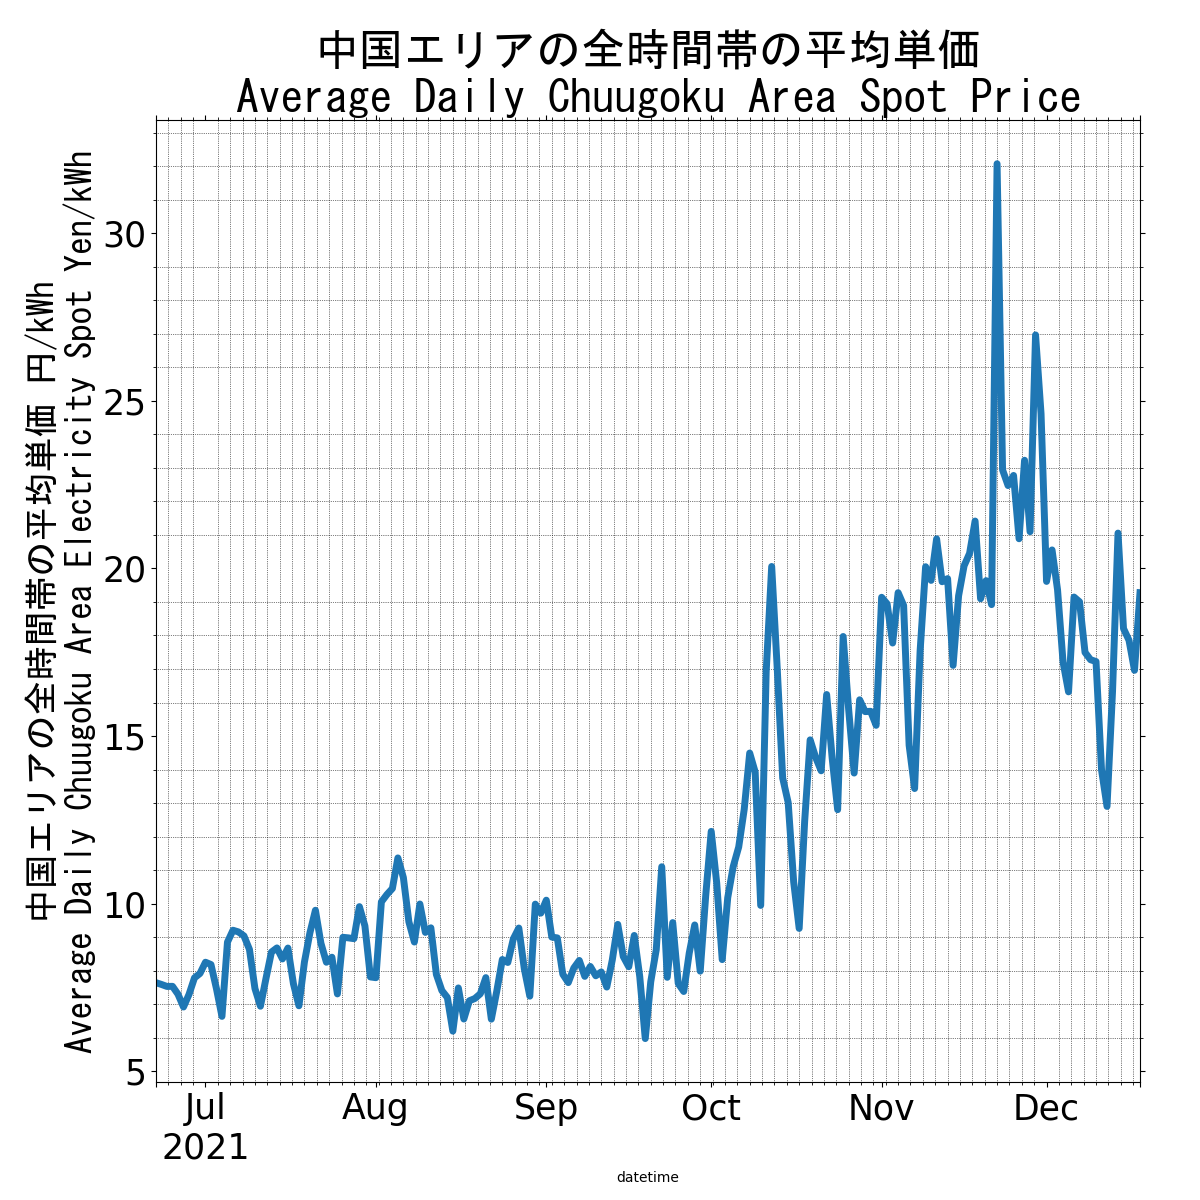 中国エリアの全時間帯の平均単価
Average Daily Chuugoku Area Spot Price
中国エリアの全時間帯の平均単価 円/kWh
Average Daily Chuugoku Area Electricity Spot Yen/kWh
30
25
20
15
10
5
Jul
Aug
Sep
Oct
Nov
Dec
2021
datetime